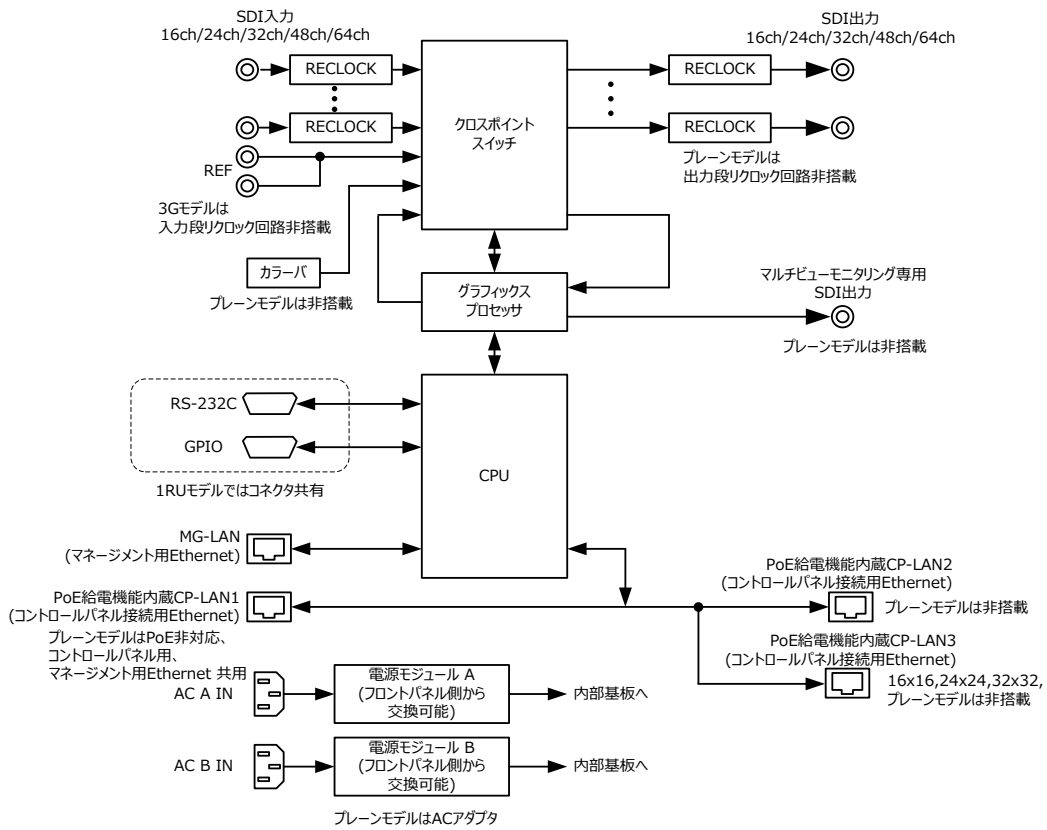 SDI入力
16ch/24ch/32ch/48ch/64ch
SDI出力
16ch/24ch/32ch/48ch/64ch
RECLOCK
RECLOCK
RECLOCK
RECLOCK
クロスポイント
スイッチ
REF
3Gモデルは
入力段リクロック回路非搭載
プレーンモデルは
出力段リクロック回路非搭載
カラーバ
プレーンモデルは非搭載
グラフィックス
プロセッサ
マルチビューモニタリング専用
SDI出力
プレーンモデルは非搭載
RS-232C
GPIO
1RUモデルではコネクタ共有
CPU
MG-LAN
(マネージメント用Ethernet)
PoE給電機能内蔵CP-LAN1
(コントロールパネル接続用Ethernet)
プレーンモデルはPoE非対応、
コントロールパネル用、
マネージメント用Ethernet 共用
PoE給電機能内蔵CP-LAN2
(コントロールパネル接続用Ethernet)
プレーンモデルは非搭載
PoE給電機能内蔵CP-LAN3
(コントロールパネル接続用Ethernet)
16x16,24x24,32x32,
プレーンモデルは非搭載
AC A IN
電源モジュール A
(フロントパネル側から
交換可能)
内部基板へ
AC B IN
電源モジュール B
(フロントパネル側から
交換可能)
内部基板へ
プレーンモデルはACアダプタ